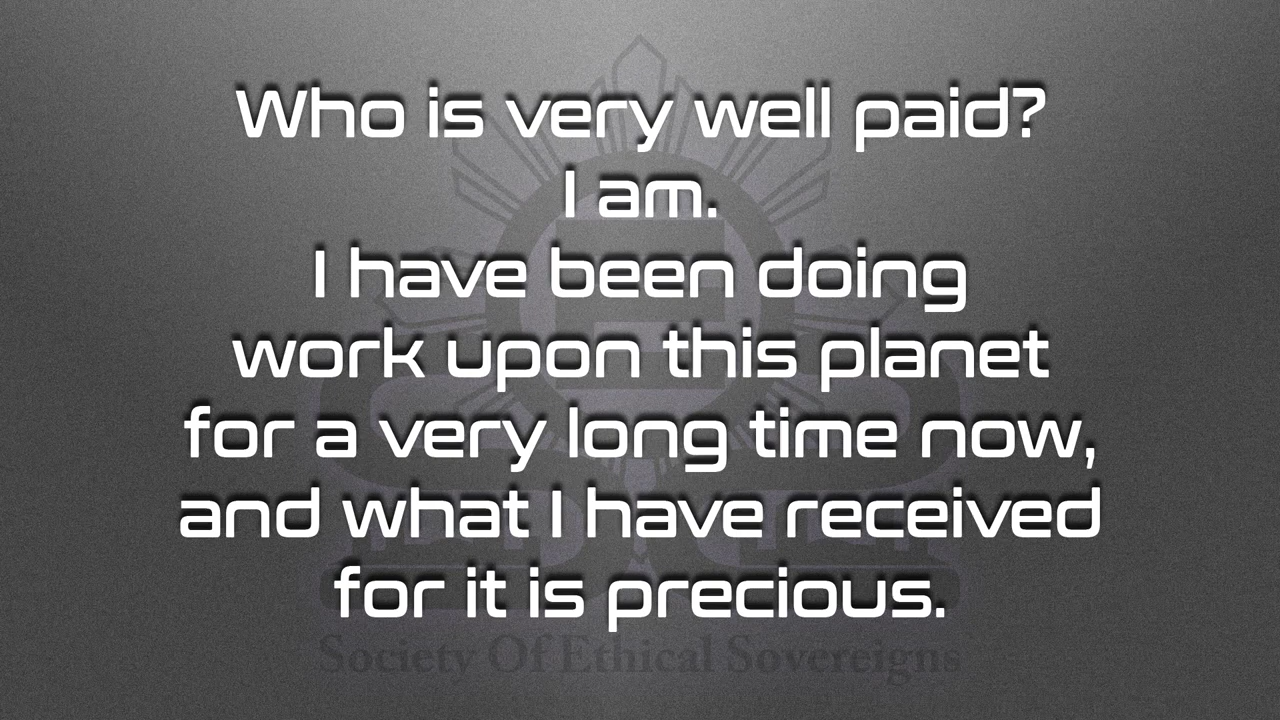 Who is very well paid?
I am.
I have been doing
work upon this planet
for a very long time now,
and what I have received
for it is precious.
Society Of Ethical Sovereigns